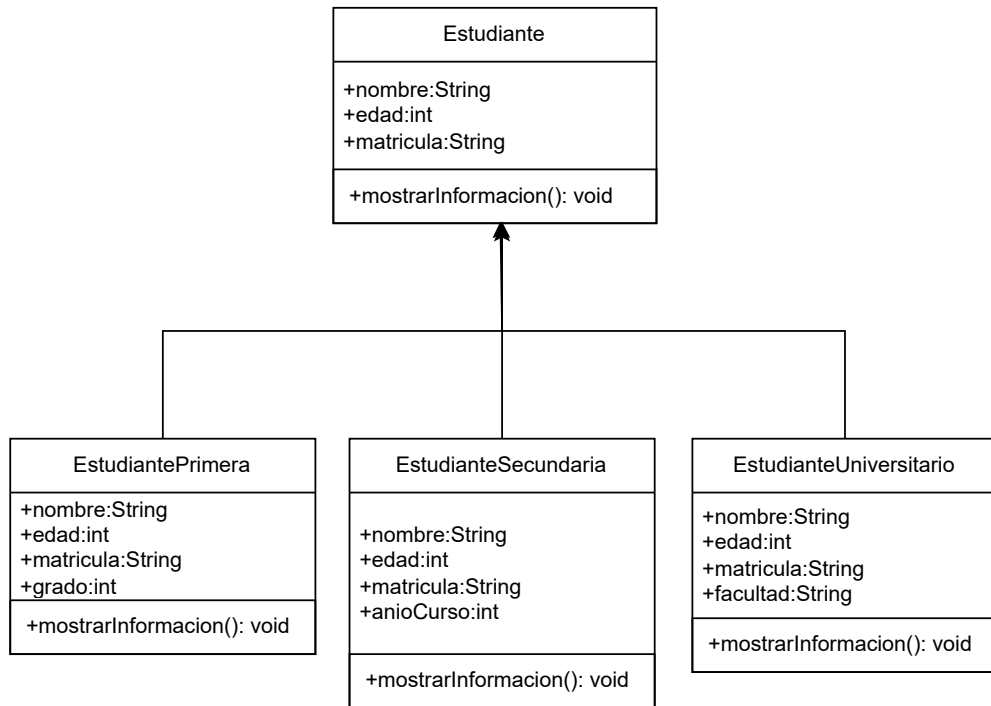 Estudiante
+nombre:String
+edad:int
+matricula:String
+mostrarInformacion(): void
EstudiantePrimera
+nombre:String
+edad:int
+matricula:String
+grado:int
+mostrarInformacion(): void
EstudianteSecundaria
+nombre:String
+edad:int
+matricula:String
+anioCurso:int
+mostrarInformacion(): void
EstudianteUniversitario
+nombre:String
+edad:int
+matricula:String
+facultad:String
+mostrarInformacion(): void